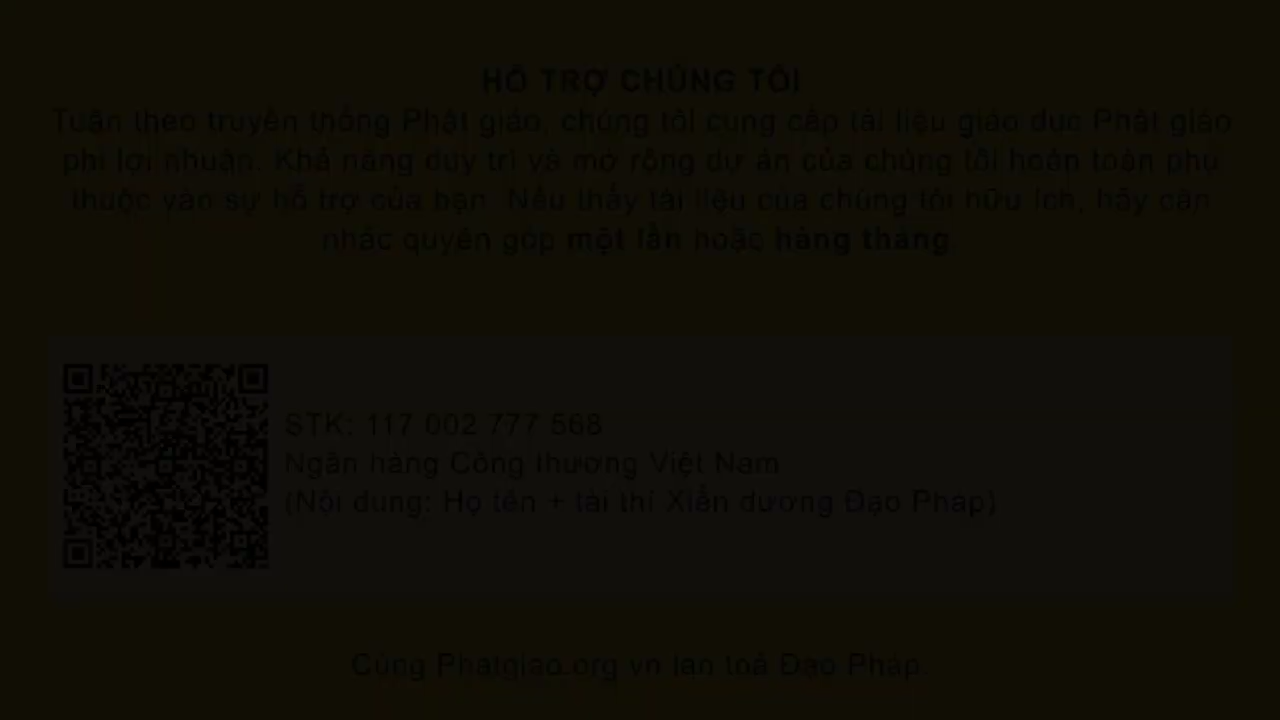 HỖ TRỢ CHÚNG TÔI
Tuân theo truyền thống Phật giáo, chúng tôi cung cấp tài liệu giáo dục Phật giáo
phi lợi nhuận. Khả năng duy trì và mở rộng dự án của chúng tôi hoàn toàn phụ
thuộc vào sự hỗ trợ của bạn. Nếu thấy tài liệu của chúng tôi hữu ích, hãy cân
nhắc quyên góp một lần hoặc hàng tháng.
STK: 117 002 777 568
Ngân hàng Công thương Việt Nam
(Nội dung: Họ tên + tài thí Xiển dương Đạo Pháp)
Cùng Phatgiao.org.vn lan toả Đạo Pháp.